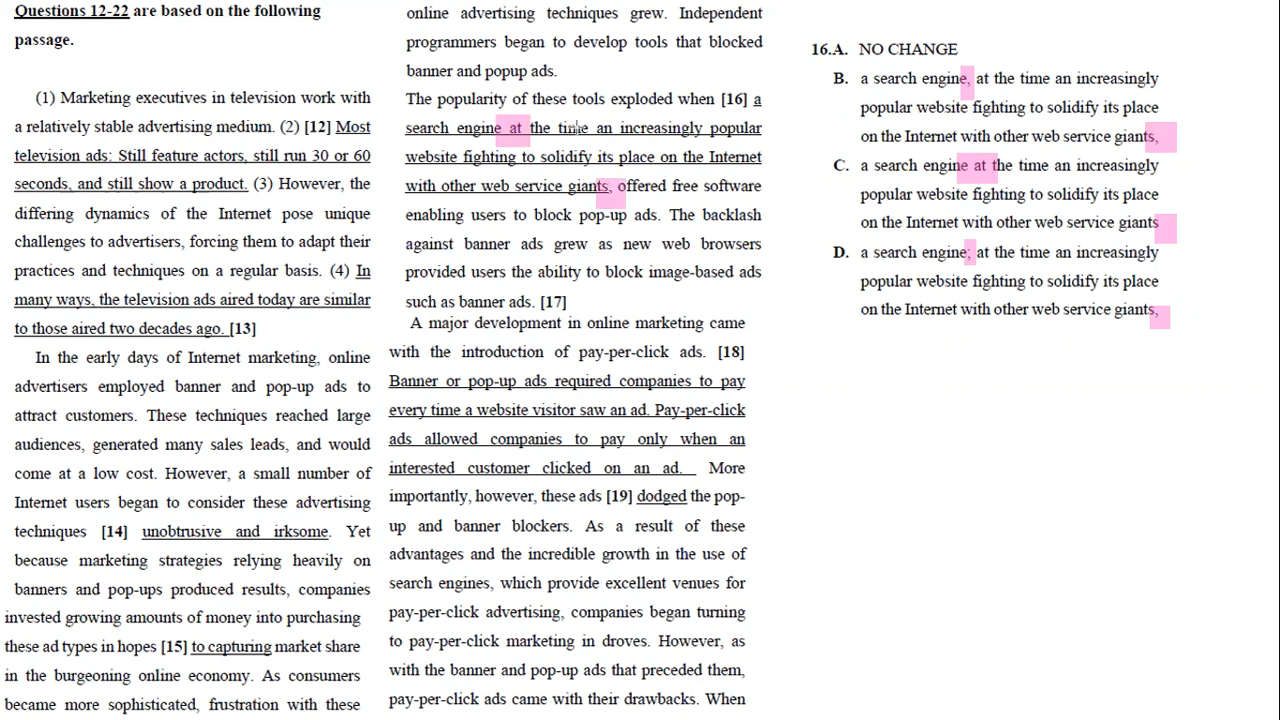 Questions 12-22 are based on the following
passage.
(1) Marketing executives in television work with
a relatively stable advertising medium. (2) [12] Most
television ads: Still feature actors, still run 30 or 60
seconds, and still show a product. (3) However, the
differing dynamics of the Internet pose unique
challenges to advertisers, forcing them to adapt their
practices and techniques on a regular basis. (4) In
many ways, the television ads aired today are similar
to those aired two decades ago. [13]
In the early days of Internet marketing, online
advertisers employed banner and pop-up ads to
attract customers. These techniques reached large
audiences, generated many sales leads, and would
come at a low cost. However, a small number of
Internet users began to consider these advertising
techniques [14] unobtrusive and irksome. Yet
because marketing strategies relying heavily on
banners and pop-ups produced results, companies
invested growing amounts of money into purchasing
these ad types in hopes [15] to capturing market share
in the burgeoning online economy. As consumers
became more sophisticated, frustration with these
online advertising techniques grew. Independent
programmers began to develop tools that blocked
banner and popup ads.
The popularity of these tools exploded when [16] a
search engine at the time an increasingly popular
website fighting to solidify its place on the Internet
with other web service giants, offered free software
enabling users to block pop-up ads. The backlash
against banner ads grew as new web browsers
provided users the ability to block image-based ads
such as banner ads. [17]
A major development in online marketing came
with the introduction of pay-per-click ads. [18]
Banner or pop-up ads required companies to pay
every time a website visitor saw an ad. Pay-per-click
ads allowed companies to pay only when an
interested customer clicked on an ad. More
importantly, however, these ads [19] dodged the pop-
up and banner blockers. As a result of these
advantages and the incredible growth in the use of
search engines, which provide excellent venues for
pay-per-click advertising, companies began turning
to pay-per-click marketing in droves. However, as
with the banner and pop-up ads that preceded them,
pay-per-click ads came with their drawbacks. When
16.A. NO CHANGE
B. a search engine, at the time an increasingly
popular website fighting to solidify its place
on the Internet with other web service giants,
C. a search engine at the time an increasingly
popular website fighting to solidify its place
on the Internet with other web service giants
D. a search engine; at the time an increasingly
popular website fighting to solidify its place
on the Internet with other web service giants,